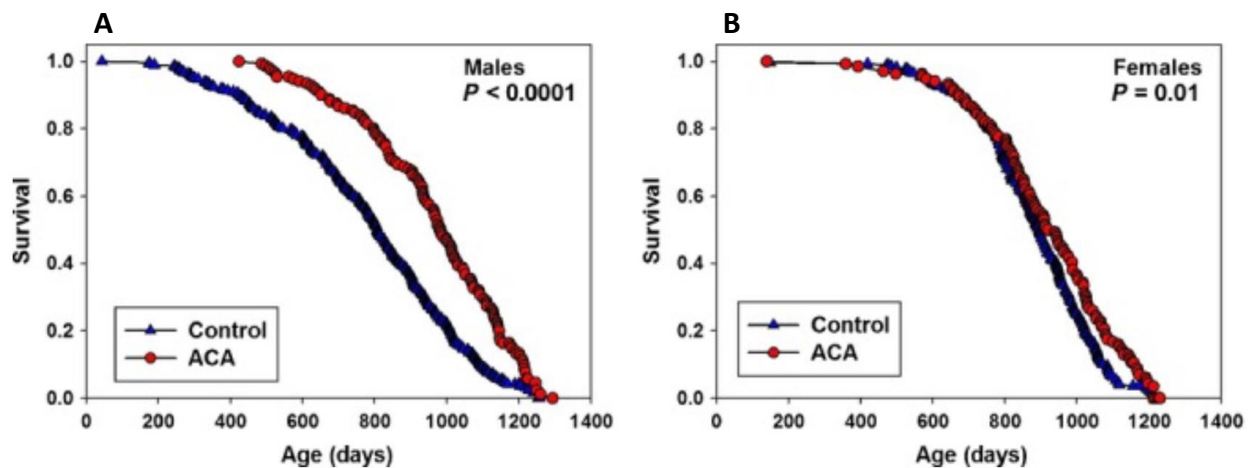 A
Males
P < 0.0001
1.0
0.8
0.6
0.4
0.2
0.0
Survival
Control
ACA
0 200 400 600 800 1000 1200 1400
Age (days)
B
Females
P = 0.01
1.0
0.8
0.6
0.4
0.2
0.0
Survival
Control
ACA
0 200 400 600 800 1000 1200 1400
Age (days)